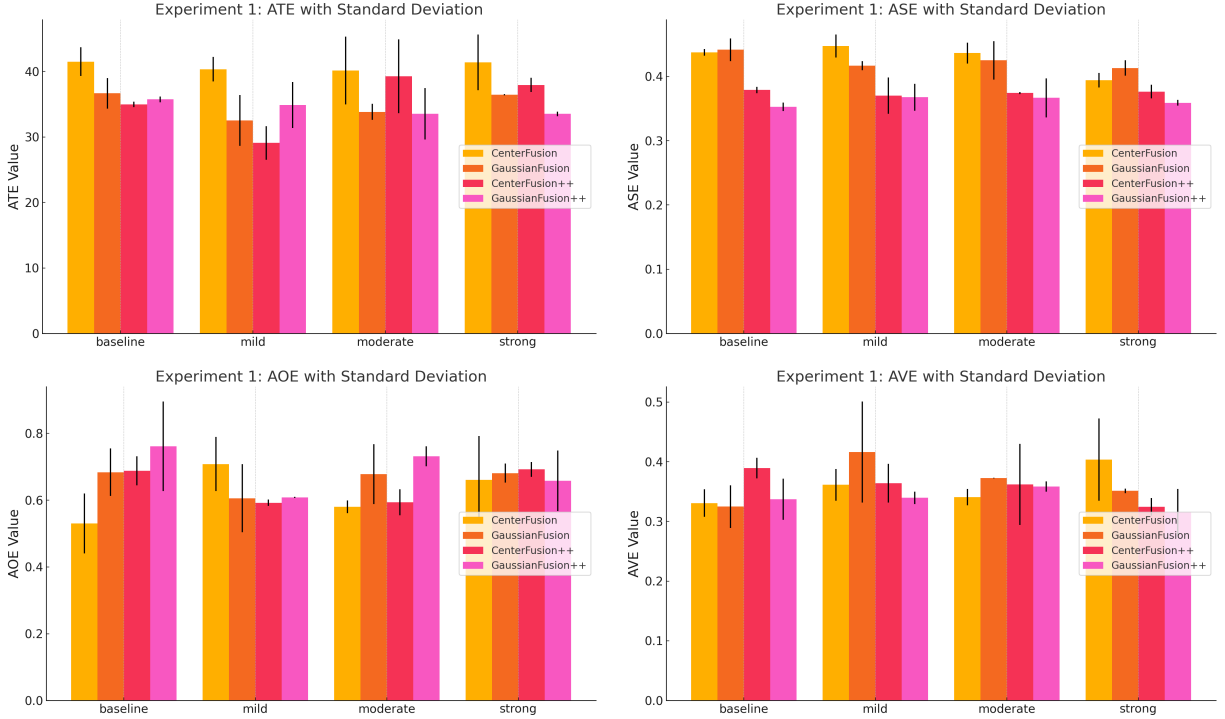 Experiment 1: ATE with Standard Deviation
ATE Value
40
30
20
10
0
baseline
mild
moderate
strong
CenterFusion
GaussianFusion
CenterFusion++
GaussianFusion++
Experiment 1: ASE with Standard Deviation
ASE Value
0.4
0.3
0.2
0.1
0.0
baseline
mild
moderate
strong
CenterFusion
GaussianFusion
CenterFusion++
GaussianFusion++
Experiment 1: AOE with Standard Deviation
AOE Value
0.8
0.6
0.4
0.2
0.0
baseline
mild
moderate
strong
CenterFusion
GaussianFusion
CenterFusion++
GaussianFusion++
Experiment 1: AVE with Standard Deviation
AVE Value
0.5
0.4
0.3
0.2
0.1
0.0
baseline
mild
moderate
strong
CenterFusion
GaussianFusion
CenterFusion++
GaussianFusion++